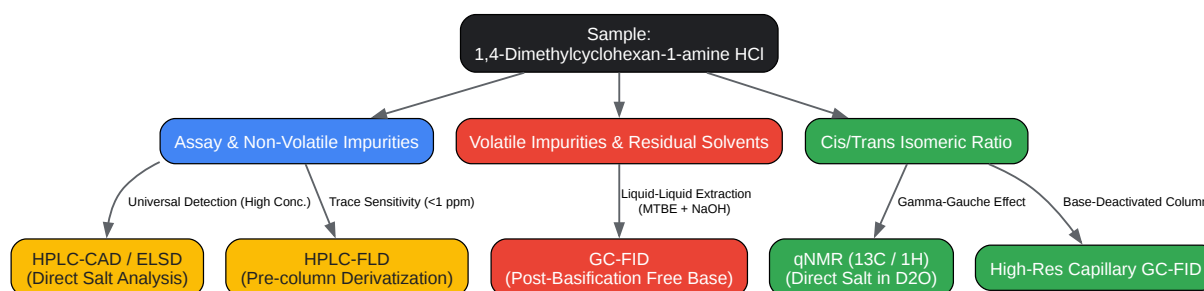 Sample:
1,4-Dimethylcyclohexan-1-amine HCl
Assay & Non-Volatile Impurities
Volatile Impurities & Residual Solvents
Cis/Trans Isomeric Ratio
Universal Detection (High Conc.)
Trace Sensitivity (<1 ppm)
Liquid-Liquid Extraction
(MTBE + NaOH)
Gamma-Gauche Effect
Base-Deactivated Column
HPLC-CAD / ELSD
(Direct Salt Analysis)
HPLC-FLD
(Pre-column Derivatization)
GC-FID
(Post-Basification Free Base)
qNMR (13C / 1H)
(Direct Salt in D2O)
High-Res Capillary GC-FID